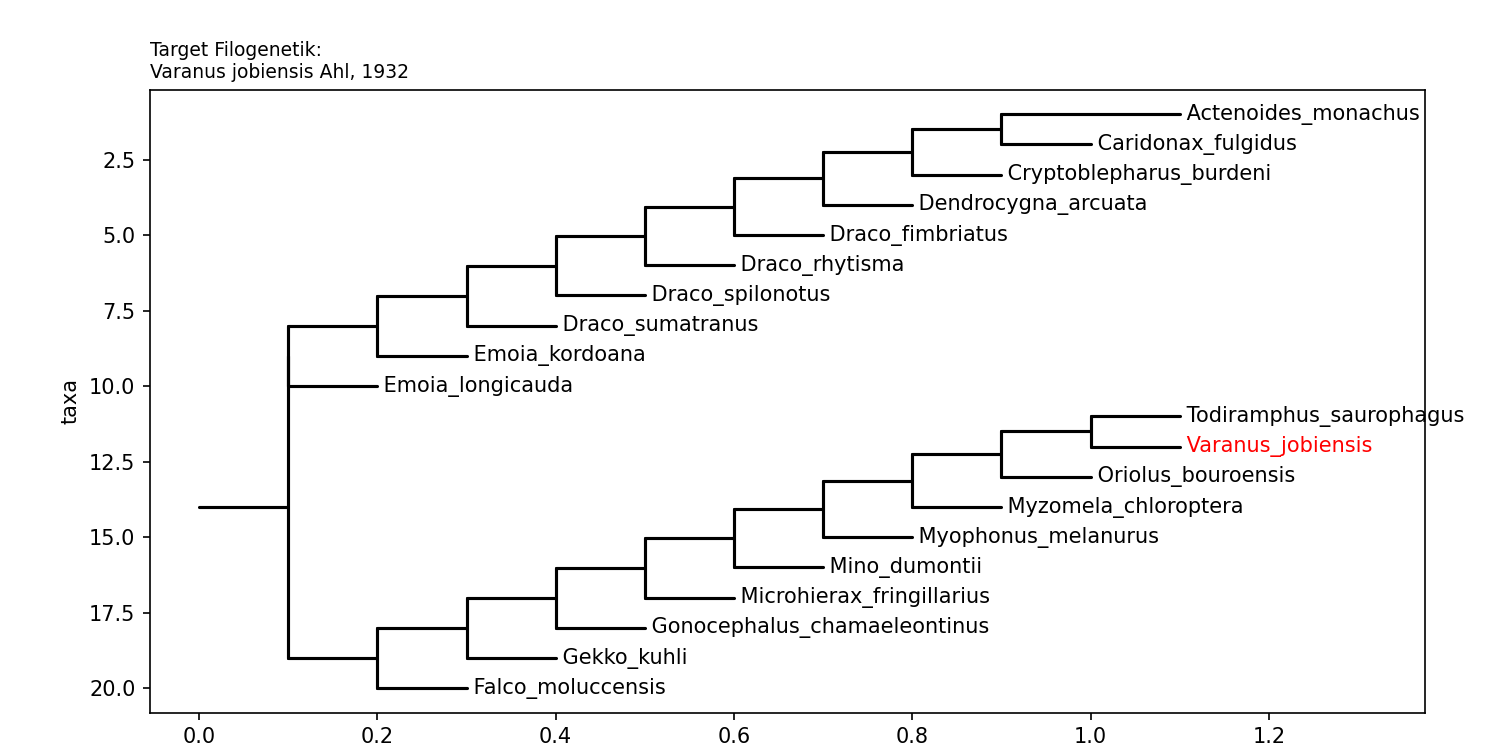 Target Filogenetik:
Varanus jobiensis Ahl, 1932
Actenoides_monachus
Caridonax_fulgidus
2.5
Cryptoblepharus_burdeni
Dendrocygna_arcuata
5.0
Draco_fimbriatus
Draco_rhytisma
Draco_spilonotus
7.5
Draco_sumatranus
Emoia_kordoana
10.0
Emoia_longicauda
taxa
Todiramphus_saurophagus
Varanus_jobiensis
12.5
Oriolus_bouroensis
Myzomela_chloroptera
15.0
Myophonus_melanurus
Mino_dumontii
Microhierax_fringillarius
17.5
Gonocephalus_chamaeleontinus
Gekko_kuhli
20.0
Falco_moluccensis
0.0 0.2 0.4 0.6 0.8 1.0 1.2